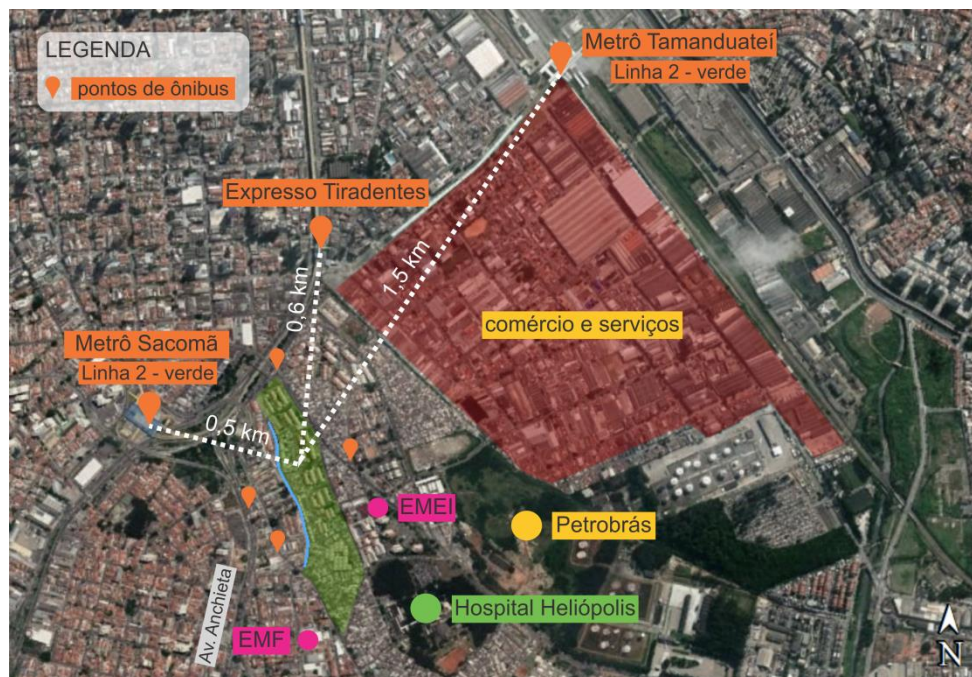 LEGENDA
pontos de ônibus
Metrô Tamanduateí
Linha 2 - verde
Expresso Tiradentes
1,5 km
0,6 km
comércio e serviços
Metrô Sacomã
Linha 2 - verde
0,5 km
EMEI
Petrobrás
Av. Anchieta
Hospital Heliópolis
EMF
N